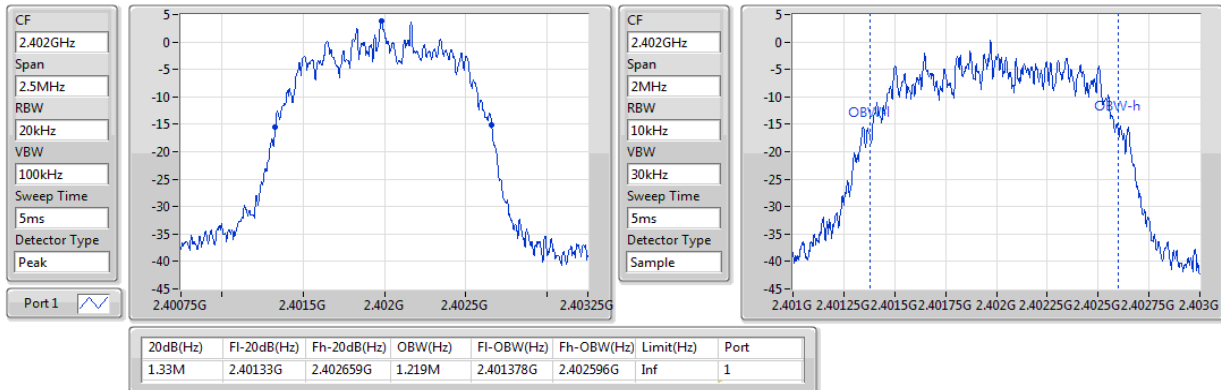 CF
2.402GHz
Span
2.5MHz
RBW
20kHz
VBW
100kHz
Sweep Time
5ms
Detector Type
Peak
Port 1
5
0
-5
-10
-15
-20
-25
-30
-35
-40
-45
2.40075G 2.4015G 2.402G 2.4025G 2.40325G
CF
2.402GHz
Span
2MHz
RBW
10kHz
VBW
30kHz
Sweep Time
5ms
Detector Type
Sample
5
0
-5
-10
-15
-20
-25
-30
-35
-40
-45
OBW-l
OBW-h
2.401G 2.40125G 2.4015G 2.40175G 2.402G 2.40225G 2.4025G 2.40275G 2.403G
20dB(Hz) Fl-20dB(Hz) Fh-20dB(Hz) OBW(Hz) Fl-OBW(Hz) Fh-OBW(Hz) Limit(Hz) Port
1.33M 2.40133G 2.402659G 1.219M 2.401378G 2.402596G Inf 1